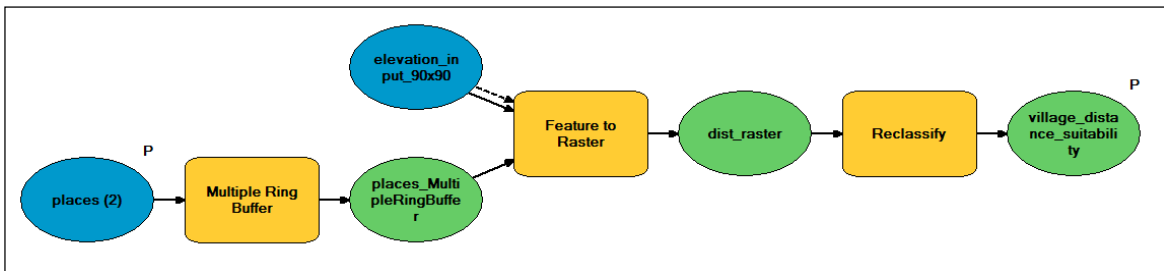 elevation_in
put_90x90
P
Feature to
Raster
dist_raster
Reclassify
village_dista
nce_suitabili
ty
P
places (2)
Multiple Ring
Buffer
places_Multi
pleRingBuffe
r